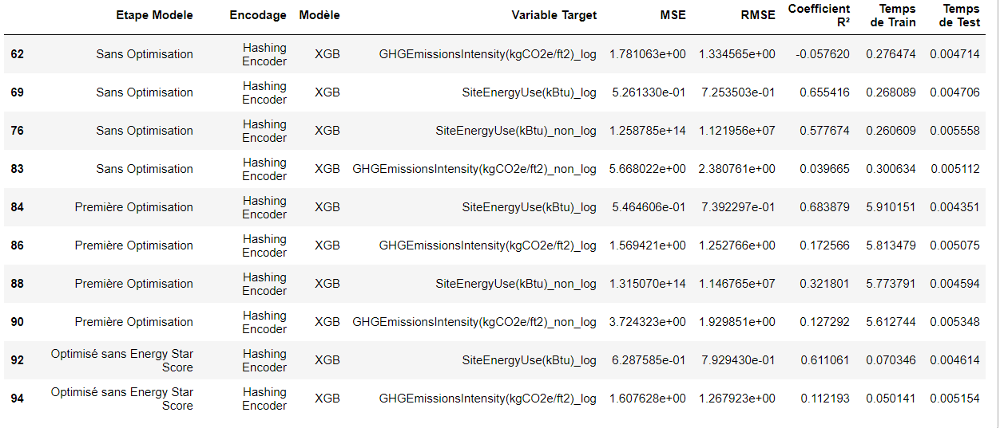 Etape Modele Encodage Modèle Variable Target MSE RMSE Coefficient R² Temps de Train Temps de Test
62 Sans Optimisation Hashing Encoder XGB GHGEmissionsIntensity(kgCO2e/ft2)_log 1.781063e+00 1.334565e+00 -0.057620 0.276474 0.004714
69 Sans Optimisation Hashing Encoder XGB SiteEnergyUse(kBtu)_log 5.261330e-01 7.253503e-01 0.655416 0.268089 0.004706
76 Sans Optimisation Hashing Encoder XGB SiteEnergyUse(kBtu)_non_log 1.258785e+14 1.121956e+07 0.577674 0.260609 0.005558
83 Sans Optimisation Hashing Encoder XGB GHGEmissionsIntensity(kgCO2e/ft2)_non_log 5.668022e+00 2.380761e+00 0.039665 0.300634 0.005112
84 Première Optimisation Hashing Encoder XGB SiteEnergyUse(kBtu)_log 5.464606e-01 7.392297e-01 0.683879 5.910151 0.004351
86 Première Optimisation Hashing Encoder XGB GHGEmissionsIntensity(kgCO2e/ft2)_log 1.569421e+00 1.252766e+00 0.172566 5.813479 0.005075
88 Première Optimisation Hashing Encoder XGB SiteEnergyUse(kBtu)_non_log 1.315070e+14 1.146765e+07 0.321801 5.773791 0.004594
90 Première Optimisation Hashing Encoder XGB GHGEmissionsIntensity(kgCO2e/ft2)_non_log 3.724323e+00 1.929851e+00 0.127292 5.612744 0.005348
92 Optimisé sans Energy Star Score Hashing Encoder XGB SiteEnergyUse(kBtu)_log 6.287585e-01 7.929430e-01 0.611061 0.070346 0.004614
94 Optimisé sans Energy Star Score Hashing Encoder XGB GHGEmissionsIntensity(kgCO2e/ft2)_log 1.607628e+00 1.267923e+00 0.112193 0.050141 0.005154